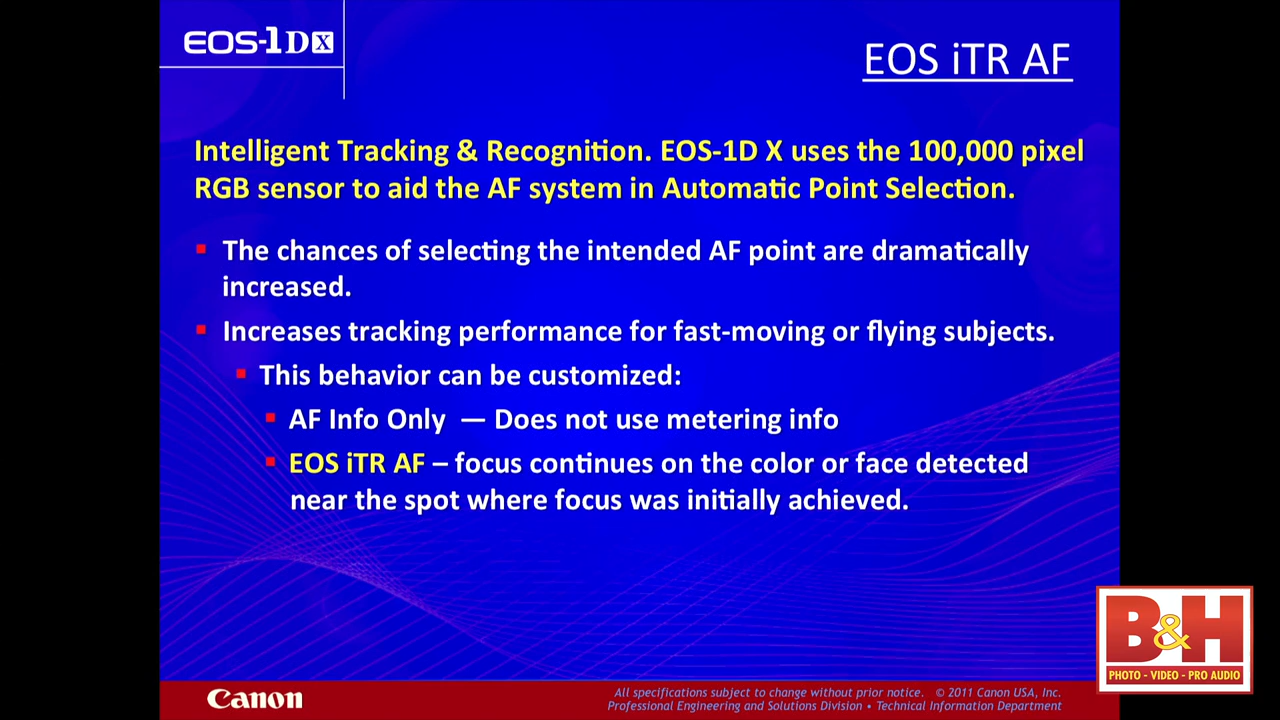 EOS-1D X
EOS iTR AF
Intelligent Tracking & Recognition. EOS-1D X uses the 100,000 pixel
RGB sensor to aid the AF system in Automatic Point Selection.
The chances of selecting the intended AF point are dramatically
increased.
Increases tracking performance for fast-moving or flying subjects.
This behavior can be customized:
AF Info Only — Does not use metering info
EOS iTR AF – focus continues on the color or face detected
near the spot where focus was initially achieved.
B&H
PHOTO - VIDEO - PRO AUDIO
Canon
All specifications subject to change without prior notice. © 2011 Canon USA, Inc.
Professional Engineering and Solutions Division • Technical Information Department